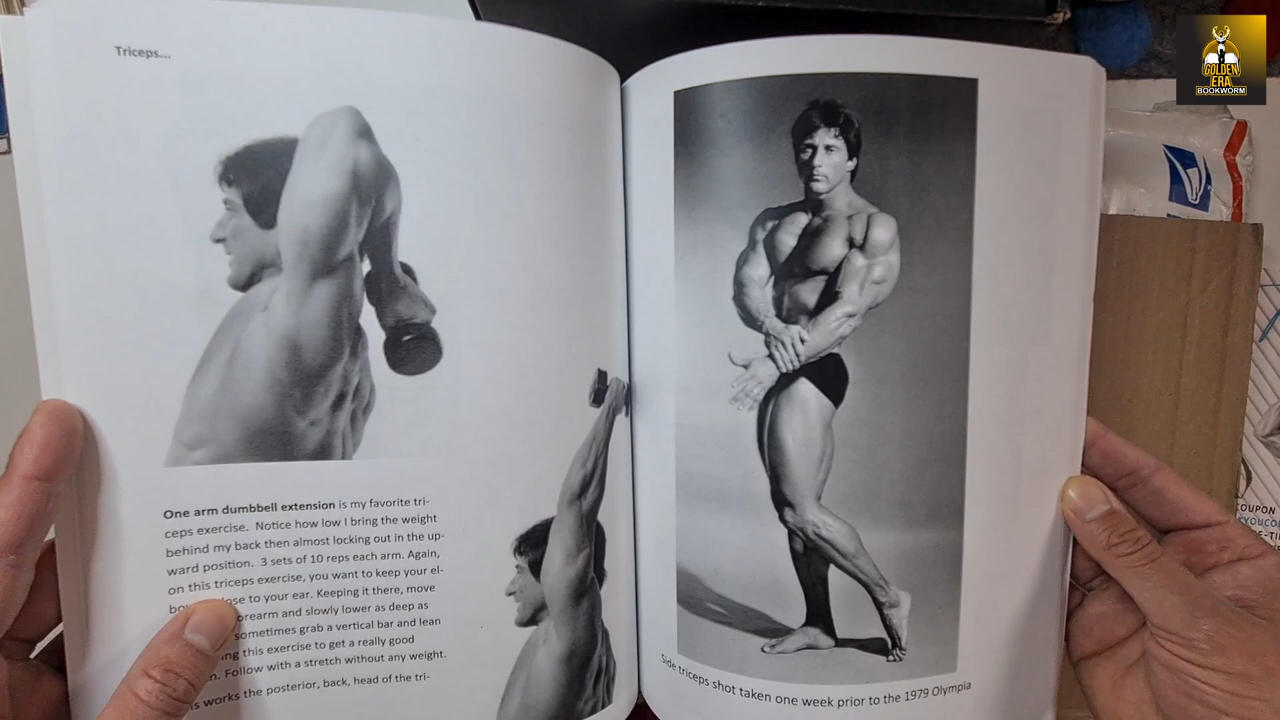 Triceps...
One arm dumbbell extension is my favorite tri-
ceps exercise. Notice how low I bring the weight
behind my back then almost locking out in the up-
ward position. 3 sets of 10 reps each arm. Again,
on this triceps exercise, you want to keep your el-
close to your ear. Keeping it there, move
forearm and slowly lower as deep as
sometimes grab a vertical bar and lean
this exercise to get a really good
Follow with a stretch without any weight.
works the posterior, back, head of the tri-
Side triceps shot taken one week prior to the 1979 Olympia
GOLDEN
ERA
BOOKWORM
COUPON